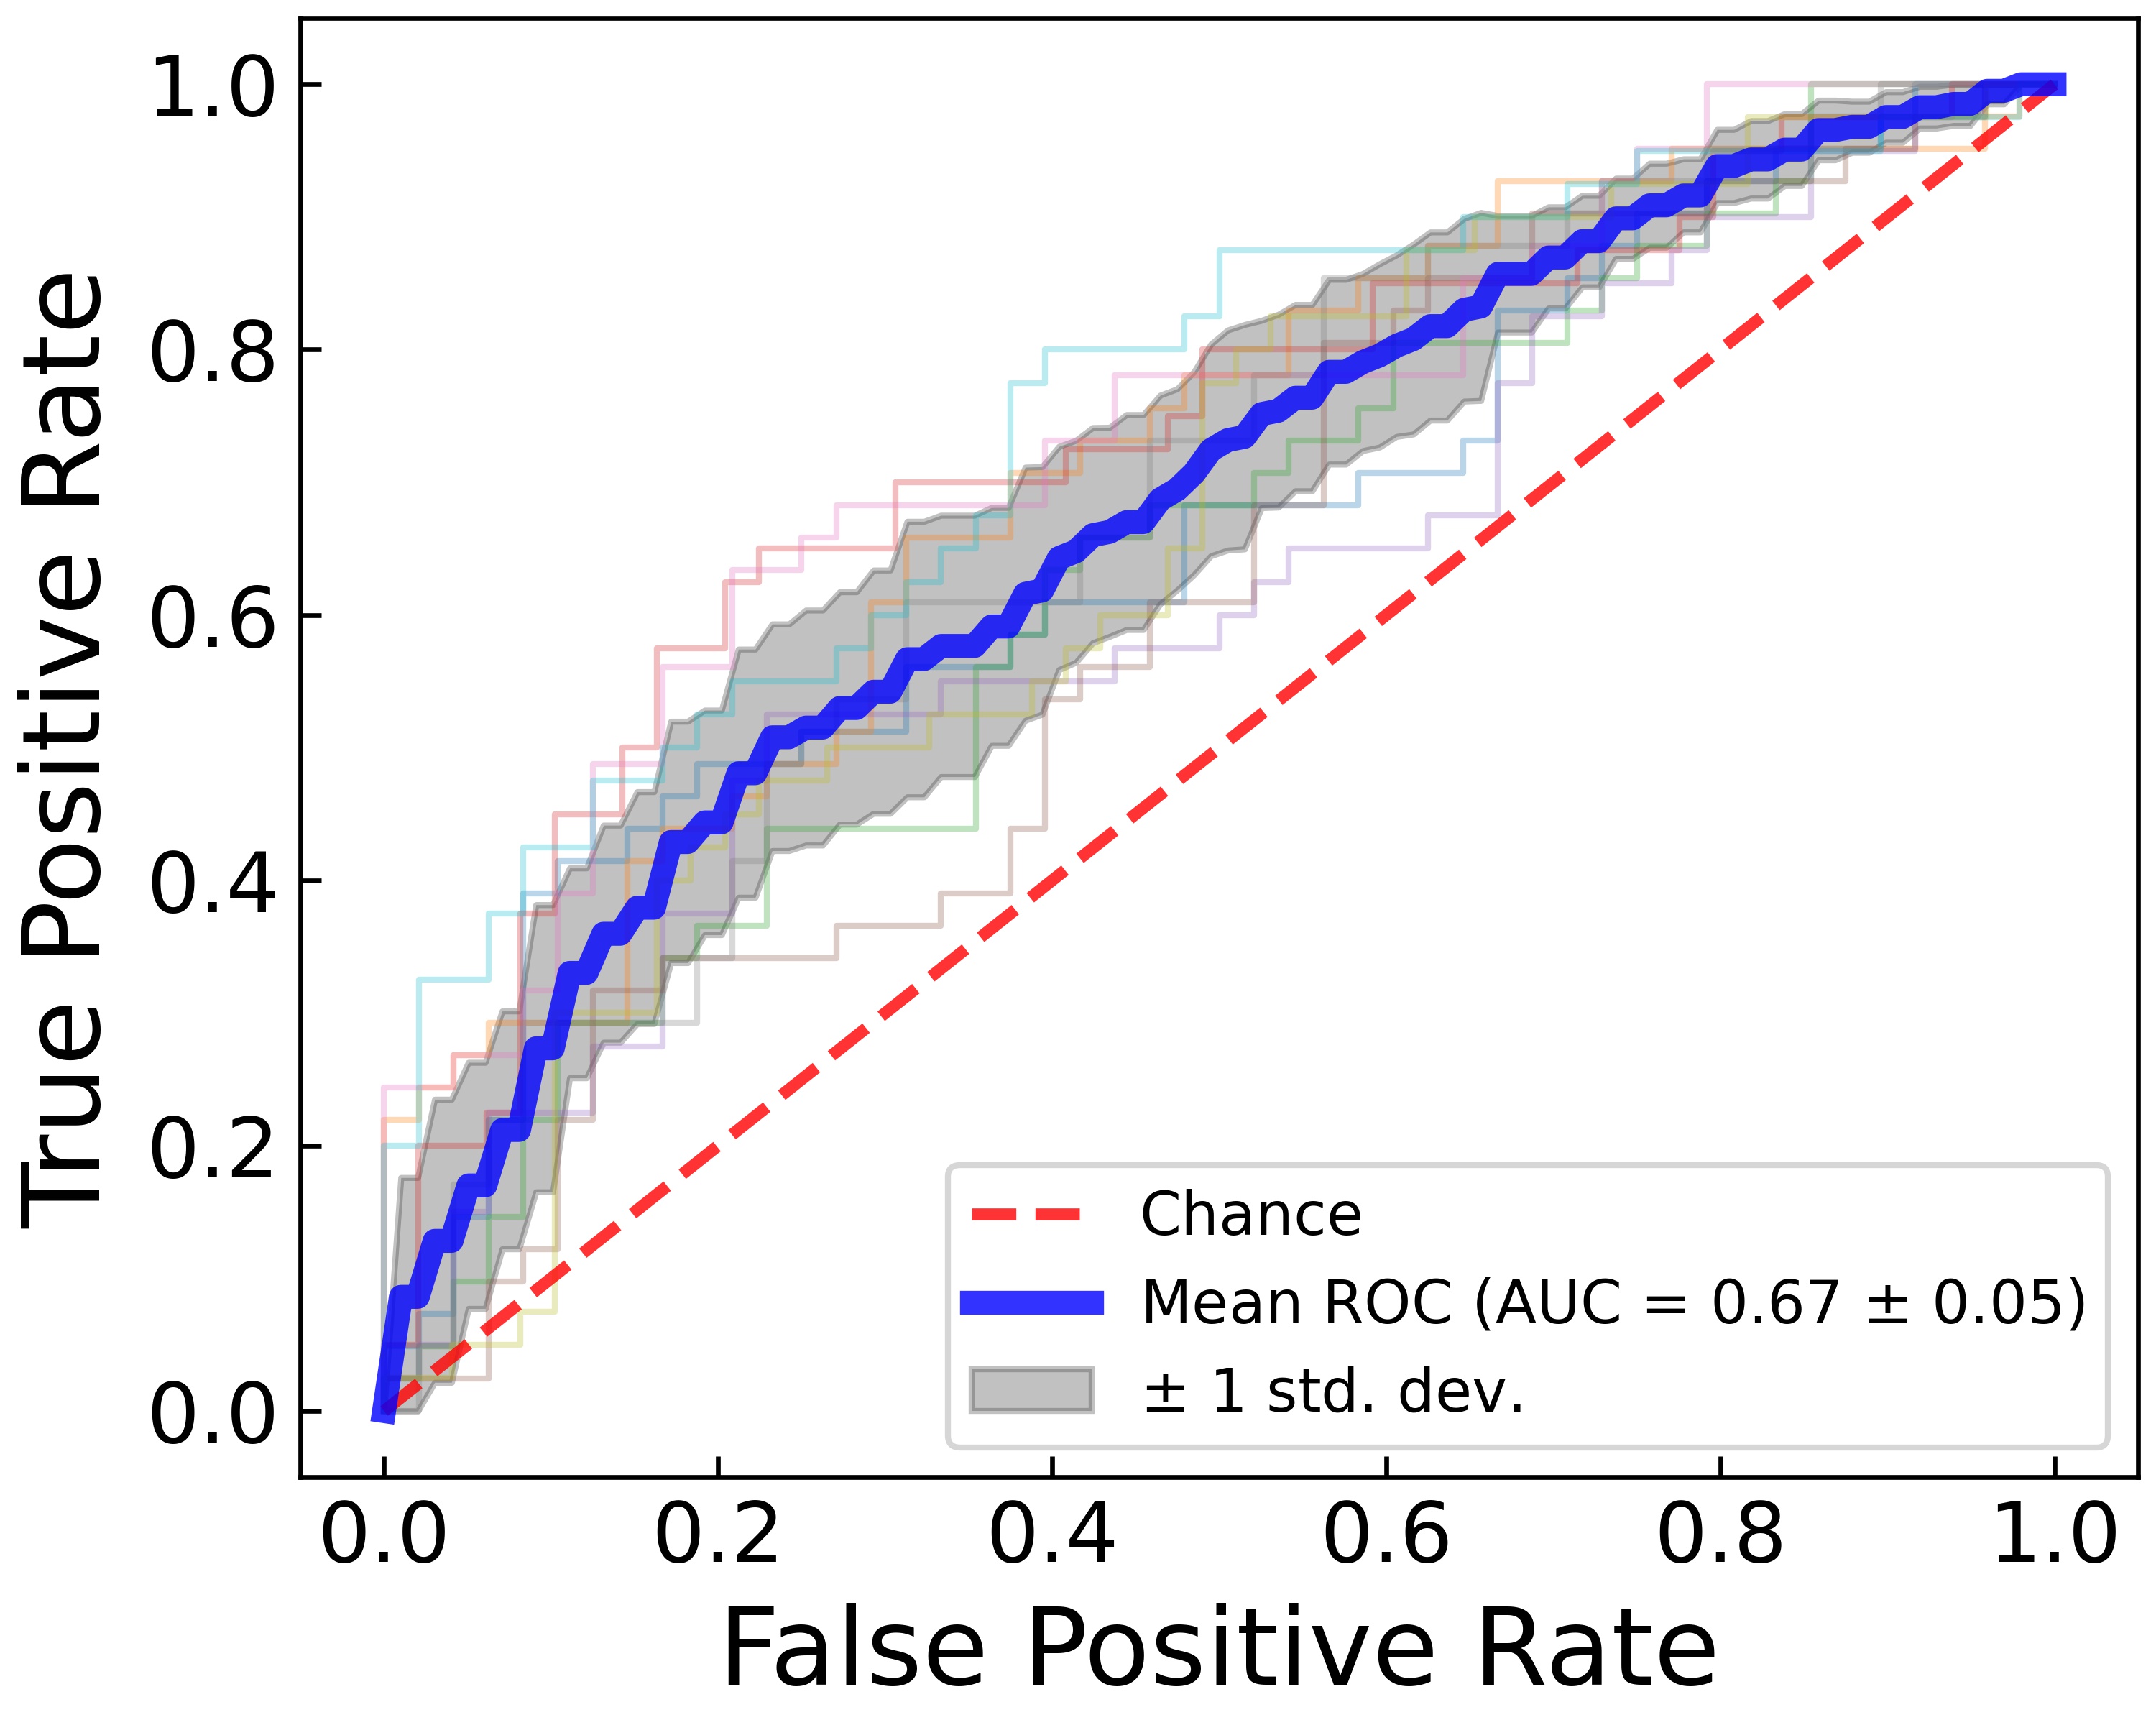 True Positive Rate
1.0
0.8
0.6
0.4
0.2
0.0
Chance
Mean ROC (AUC = 0.67 ± 0.05)
± 1 std. dev.
0.0 0.2 0.4 0.6 0.8 1.0
False Positive Rate